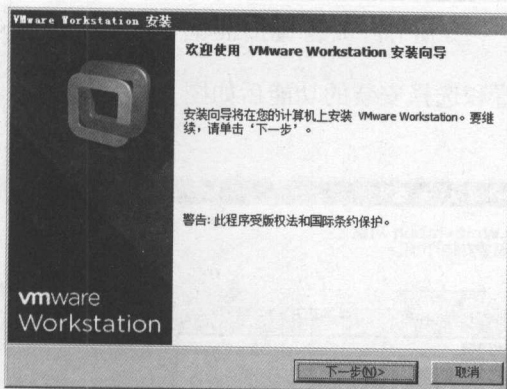 VMware Workstation 安装
欢迎使用 VMware Workstation 安装向导
安装向导将在您的计算机上安装 VMware Workstation。要继
续，请单击‘下一步’。
警告: 此程序受版权法和国际条约保护。
vmware
Workstation
下一步(N)>
取消